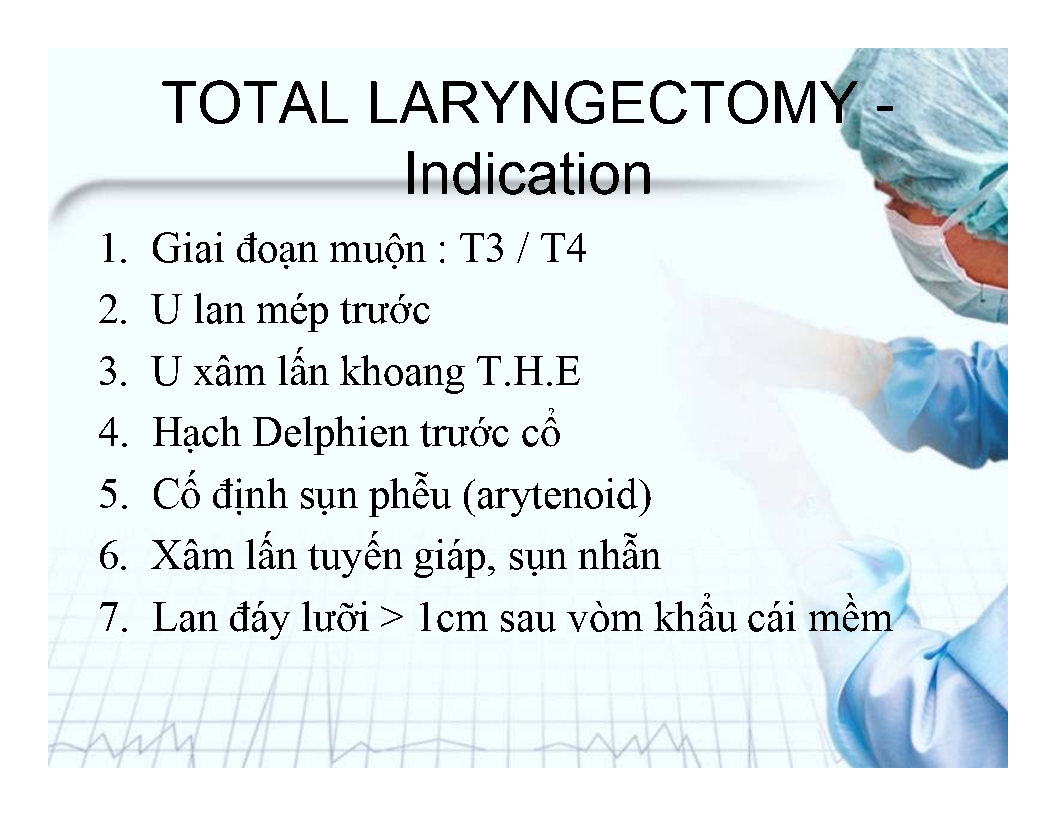 TOTAL LARYNGECTOMY -
Indication
1. Giai đoạn muộn : T3 / T4
2. U lan mép trước
3. U xâm lấn khoang T.H.E
4. Hạch Delphien trước cổ
5. Cố định sụn phễu (arytenoid)
6. Xâm lấn tuyến giáp, sụn nhẫn
7. Lan đáy lưỡi > 1cm sau vòm khẩu cái mềm